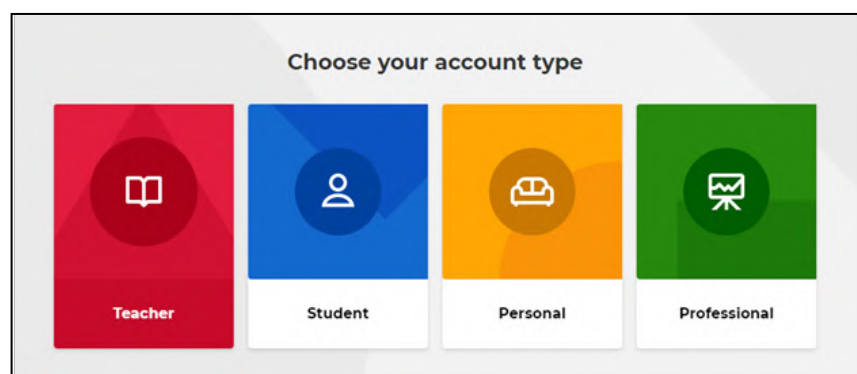 Choose your account type
Teacher
Student
Personal
Professional